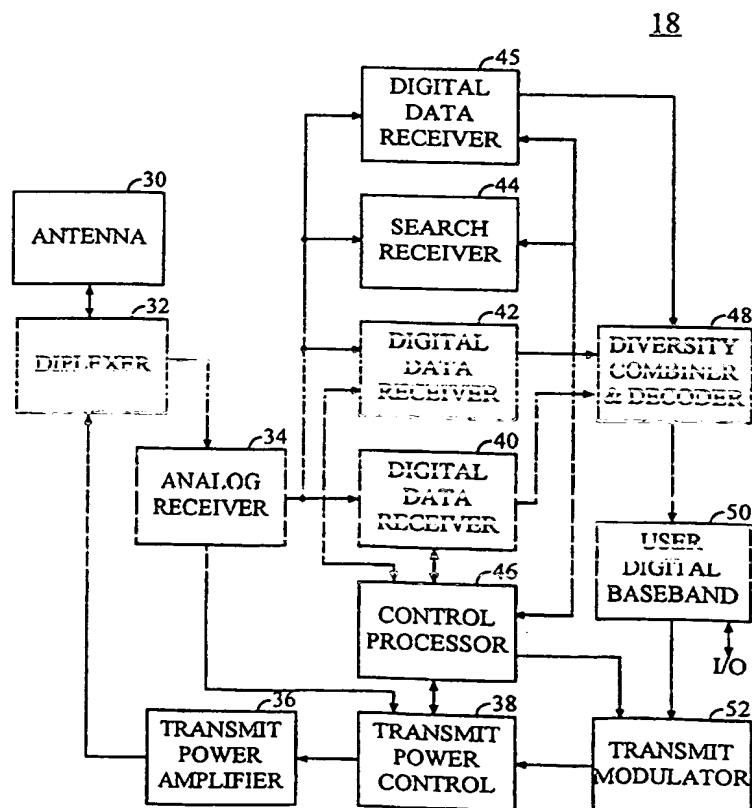 18
45
DIGITAL
DATA
RECEIVER
30
ANTENNA
44
SEARCH
RECEIVER
32
DIPLEXER
42
DIGITAL
DATA
RECEIVER
48
DIVERSITY
COMBINER
& DECODER
34
ANALOG
RECEIVER
40
DIGITAL
DATA
RECEIVER
50
USER
DIGITAL
BASEBAND
I/O
46
CONTROL
PROCESSOR
36
TRANSMIT
POWER
AMPLIFIER
38
TRANSMIT
POWER
CONTROL
52
TRANSMIT
MODULATOR